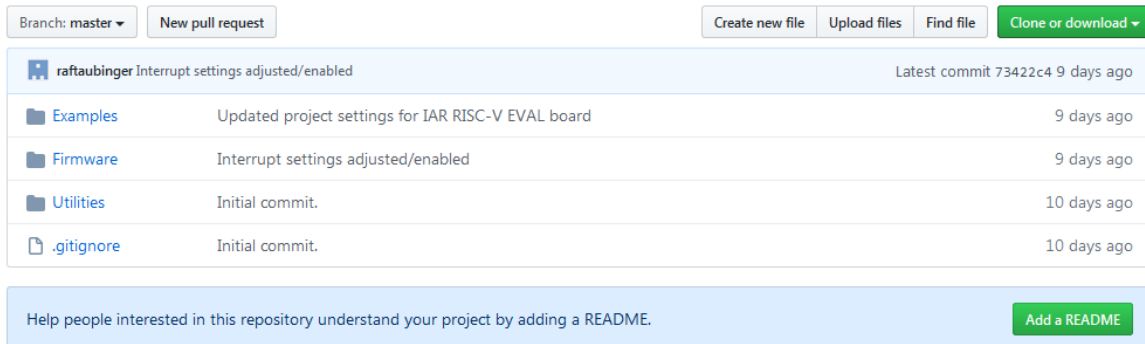 Branch: master New pull request Create new file Upload files Find file Clone or download
raftaubinger Interrupt settings adjusted/enabled Latest commit 73422c4 9 days ago
Examples Updated project settings for IAR RISC-V EVAL board 9 days ago
Firmware Interrupt settings adjusted/enabled 9 days ago
Utilities Initial commit. 10 days ago
.gitignore Initial commit. 10 days ago
Help people interested in this repository understand your project by adding a README. Add a README